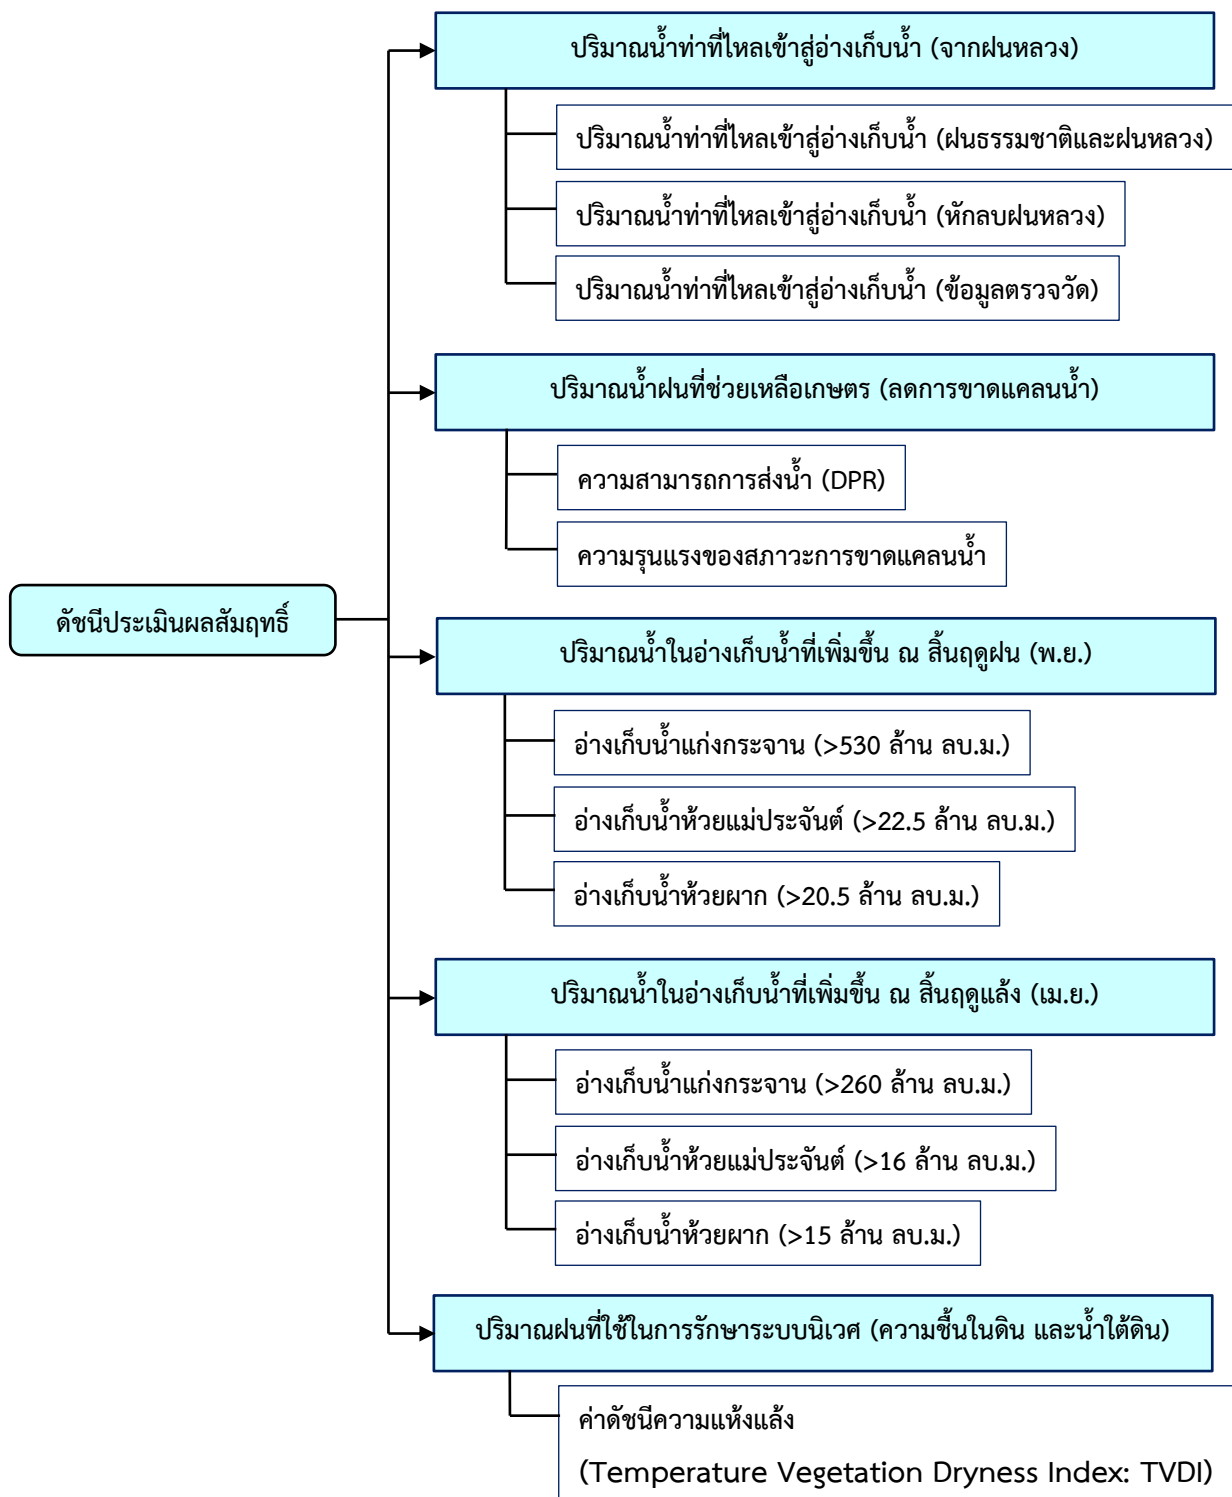 ปริมาณน้ำท่าที่ไหลเข้าสู่อ่างเก็บน้ำ (จากฝนหลวง)
ปริมาณน้ำท่าที่ไหลเข้าสู่อ่างเก็บน้ำ (ฝนธรรมชาติและฝนหลวง)
ปริมาณน้ำท่าที่ไหลเข้าสู่อ่างเก็บน้ำ (หักลบฝนหลวง)
ปริมาณน้ำท่าที่ไหลเข้าสู่อ่างเก็บน้ำ (ข้อมูลตรวจวัด)
ปริมาณน้ำฝนที่ช่วยเหลือเกษตร (ลดการขาดแคลนน้ำ)
ความสามารถการส่งน้ำ (DPR)
ความรุนแรงของสภาวะการขาดแคลนน้ำ
ดัชนีประเมินผลสัมฤทธิ์
ปริมาณน้ำในอ่างเก็บน้ำที่เพิ่มขึ้น ณ สิ้นฤดูฝน (พ.ย.)
อ่างเก็บน้ำแก่งกระจาน (>530 ล้าน ลบ.ม.)
อ่างเก็บน้ำห้วยแม่ประจันต์ (>22.5 ล้าน ลบ.ม.)
อ่างเก็บน้ำห้วยผาก (>20.5 ล้าน ลบ.ม.)
ปริมาณน้ำในอ่างเก็บน้ำที่เพิ่มขึ้น ณ สิ้นฤดูแล้ง (เม.ย.)
อ่างเก็บน้ำแก่งกระจาน (>260 ล้าน ลบ.ม.)
อ่างเก็บน้ำห้วยแม่ประจันต์ (>16 ล้าน ลบ.ม.)
อ่างเก็บน้ำห้วยผาก (>15 ล้าน ลบ.ม.)
ปริมาณฝนที่ใช้ในการรักษาระบบนิเวศ (ความชื้นในดิน และน้ำใต้ดิน)
ค่าดัชนีความแห้งแล้ง
(Temperature Vegetation Dryness Index: TVDI)